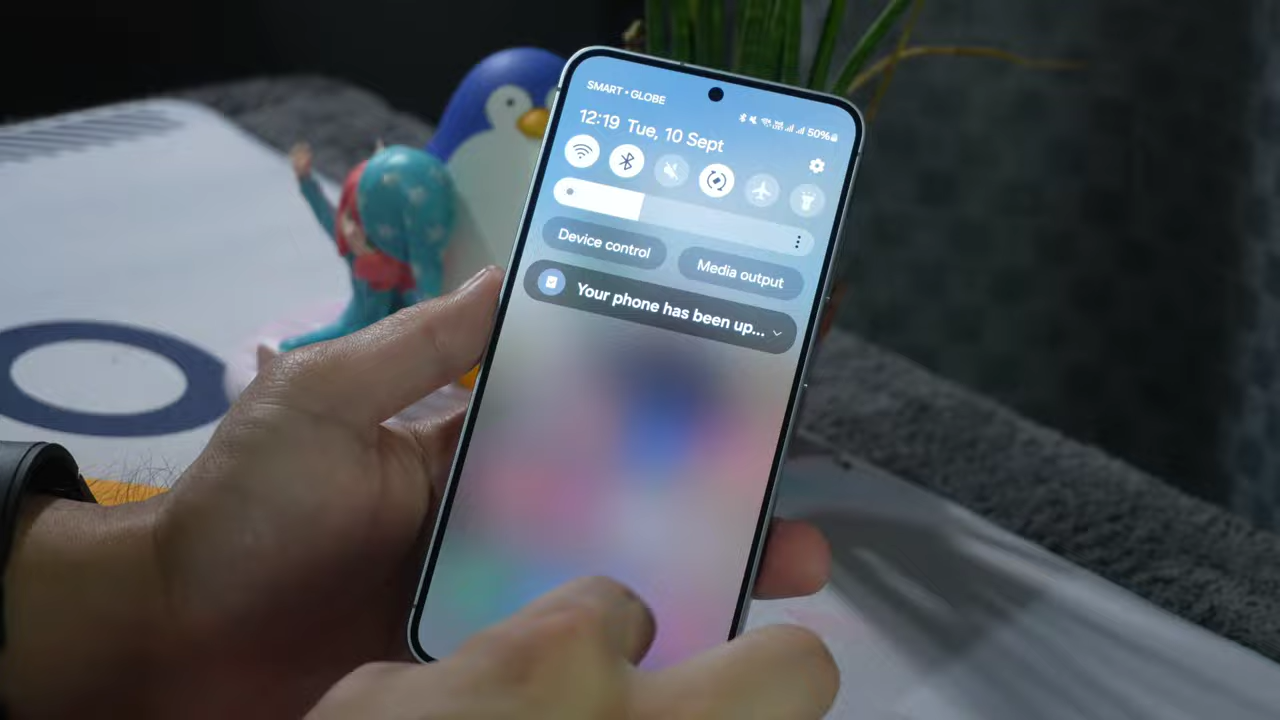 SMART • GLOBE
50%
12:19 Tue, 10 Sept
Device control
Media output
Your phone has been up...